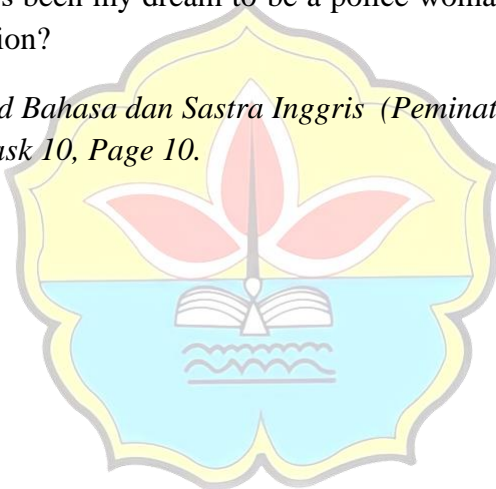 s been my dream to be a police woma
ion?
d Bahasa dan Sastra Inggris (Peminat
ask 10, Page 10.